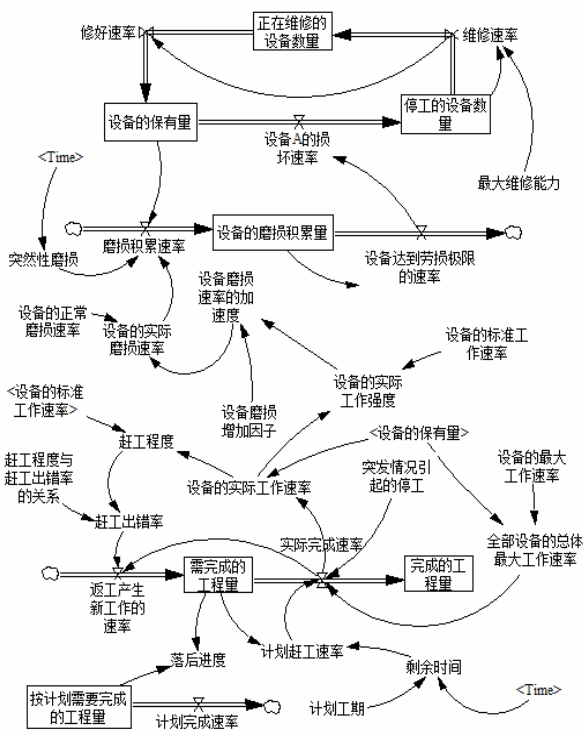 正在维修的
设备数量
修好速率
维修速率
设备的保有量
停工的设备数
量
设备A的损
坏速率
<Time>
最大维修能力
磨损积累速率
设备的磨损积累量
突然性磨损
设备达到劳损极限
的速率
设备磨损
速率的加
速度
设备的正常
磨损速率
设备的实际
磨损速率
设备的标准工
作速率
设备的实际
工作强度
<设备的标准
工作速率>
设备磨损
增加因子
赶工程度
<设备的保有量>
赶工程度与
赶工出错率
的关系
设备的实际工作速率
突发情况引
起的停工
设备的最大
工作速率
赶工出错率
实际完成速率
全部设备的总体
最大工作速率
需完成的
工程量
完成的工
程量
返工产生
新工作的
速率
落后进度
计划赶工速率
剩余时间
按计划需要完成
的工程量
计划完成速率
计划工期
<Time>